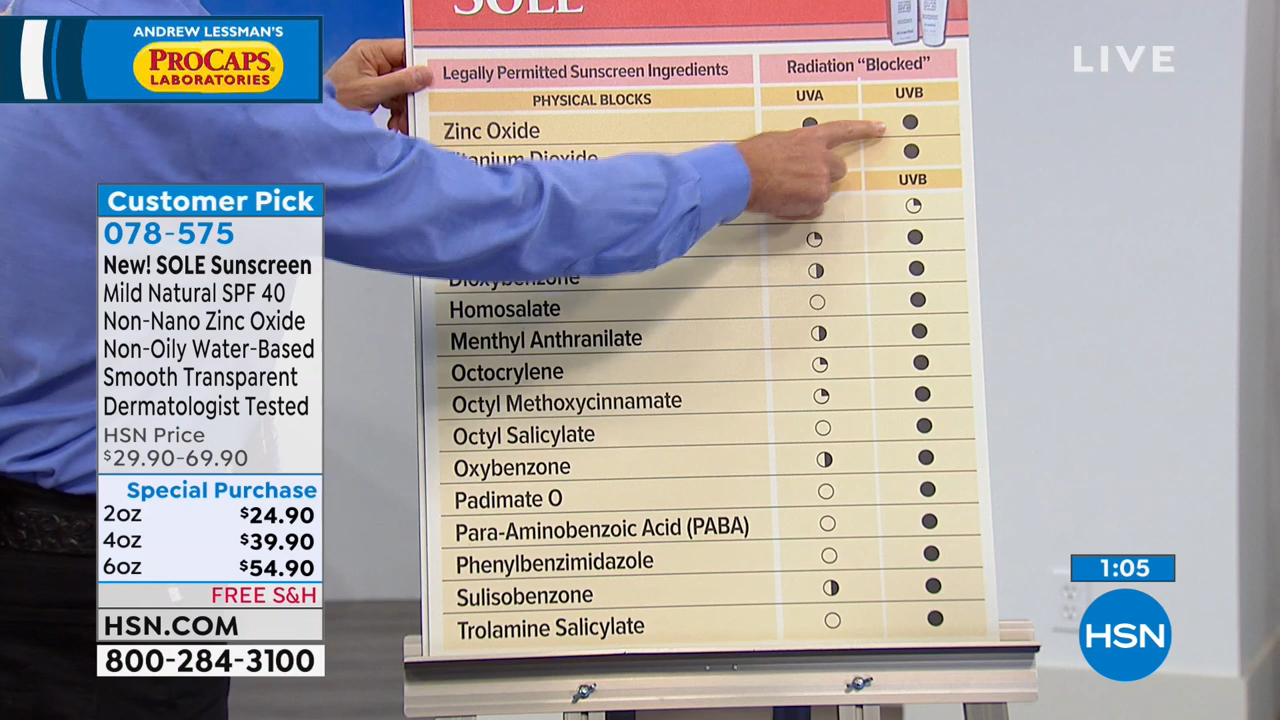 ANDREW LESSMAN'S
PROCAPS
LABORATORIES
LIVE
Customer Pick
078-575
New! SOLE Sunscreen
Mild Natural SPF 40
Non-Nano Zinc Oxide
Non-Oily Water-Based
Smooth Transparent
Dermatologist Tested
HSN Price
$29.90-69.90
Special Purchase
2oz $24.90
4oz $39.90
6oz $54.90
FREE S&H
HSN.COM
800-284-3100
SOLE
Legally Permitted Sunscreen Ingredients Radiation "Blocked"
PHYSICAL BLOCKS UVA UVB
Zinc Oxide
Titanium Dioxide
UVB
Dioxybenzone
Homosalate
Menthyl Anthranilate
Octocrylene
Octyl Methoxycinnamate
Octyl Salicylate
Oxybenzone
Padimate O
Para-Aminobenzoic Acid (PABA)
Phenylbenzimidazole
Sulisobenzone
Trolamine Salicylate
1:05
HSN